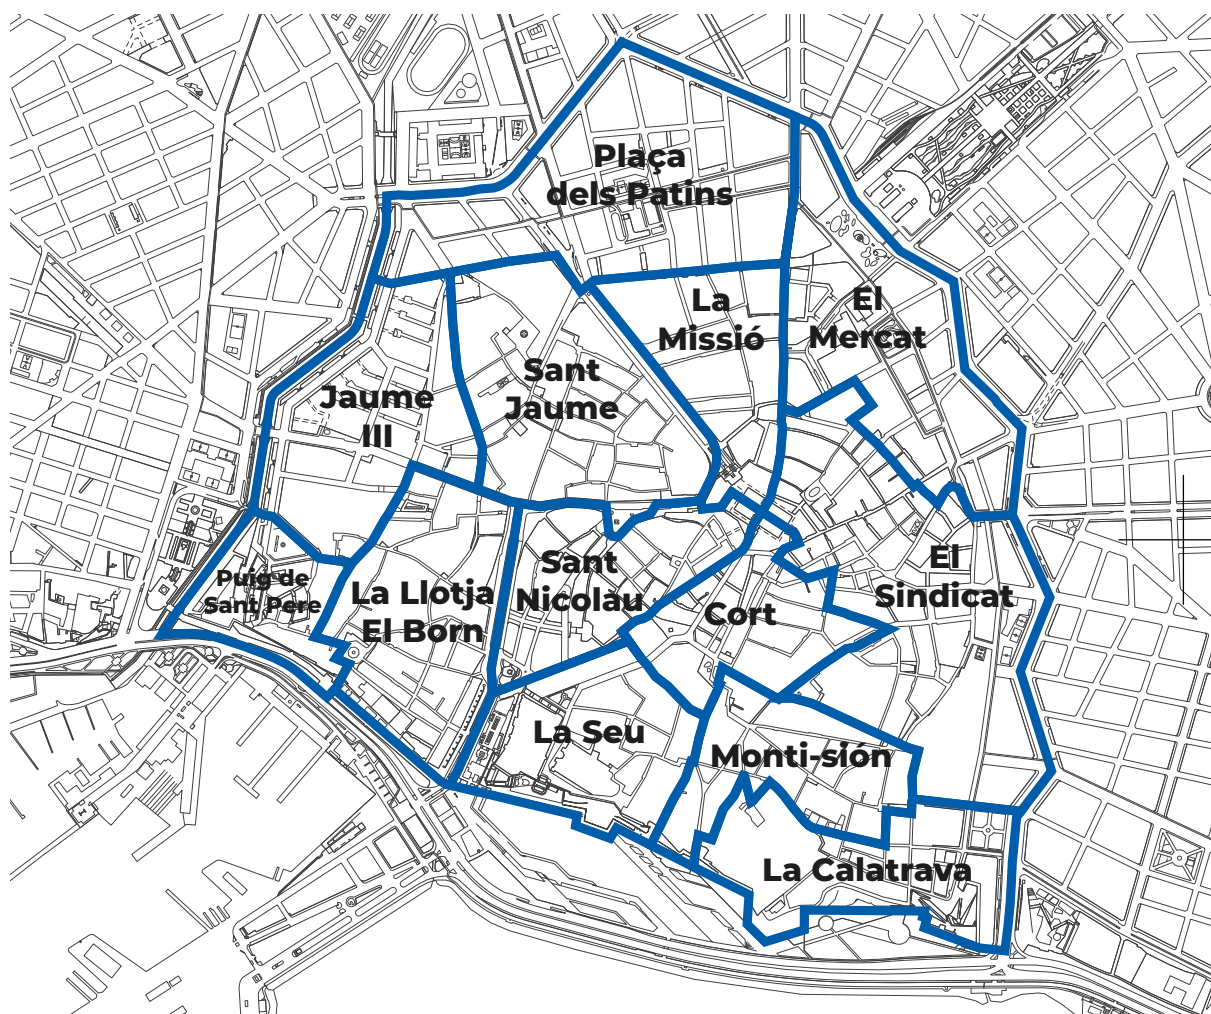 Plaça
dels Patins
La
Missió
El
Mercat
Sant
Jaume
Jaume
III
Puig de
Sant Pere
La Llotja
El Born
Sant
Nicolau
Cort
El
Sindicat
La Seu
Monti-sión
La Calatrava